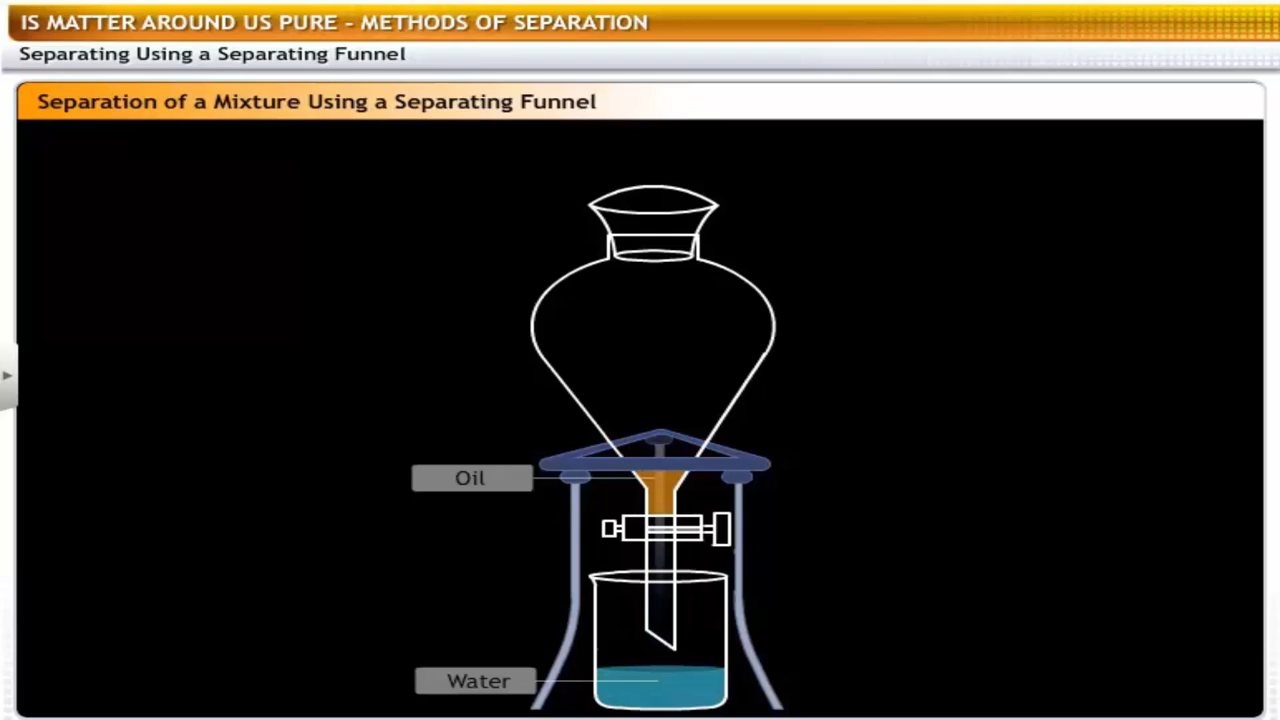 IS MATTER AROUND US PURE - METHODS OF SEPARATION
Separating Using a Separating Funnel
Separation of a Mixture Using a Separating Funnel
Oil
Water